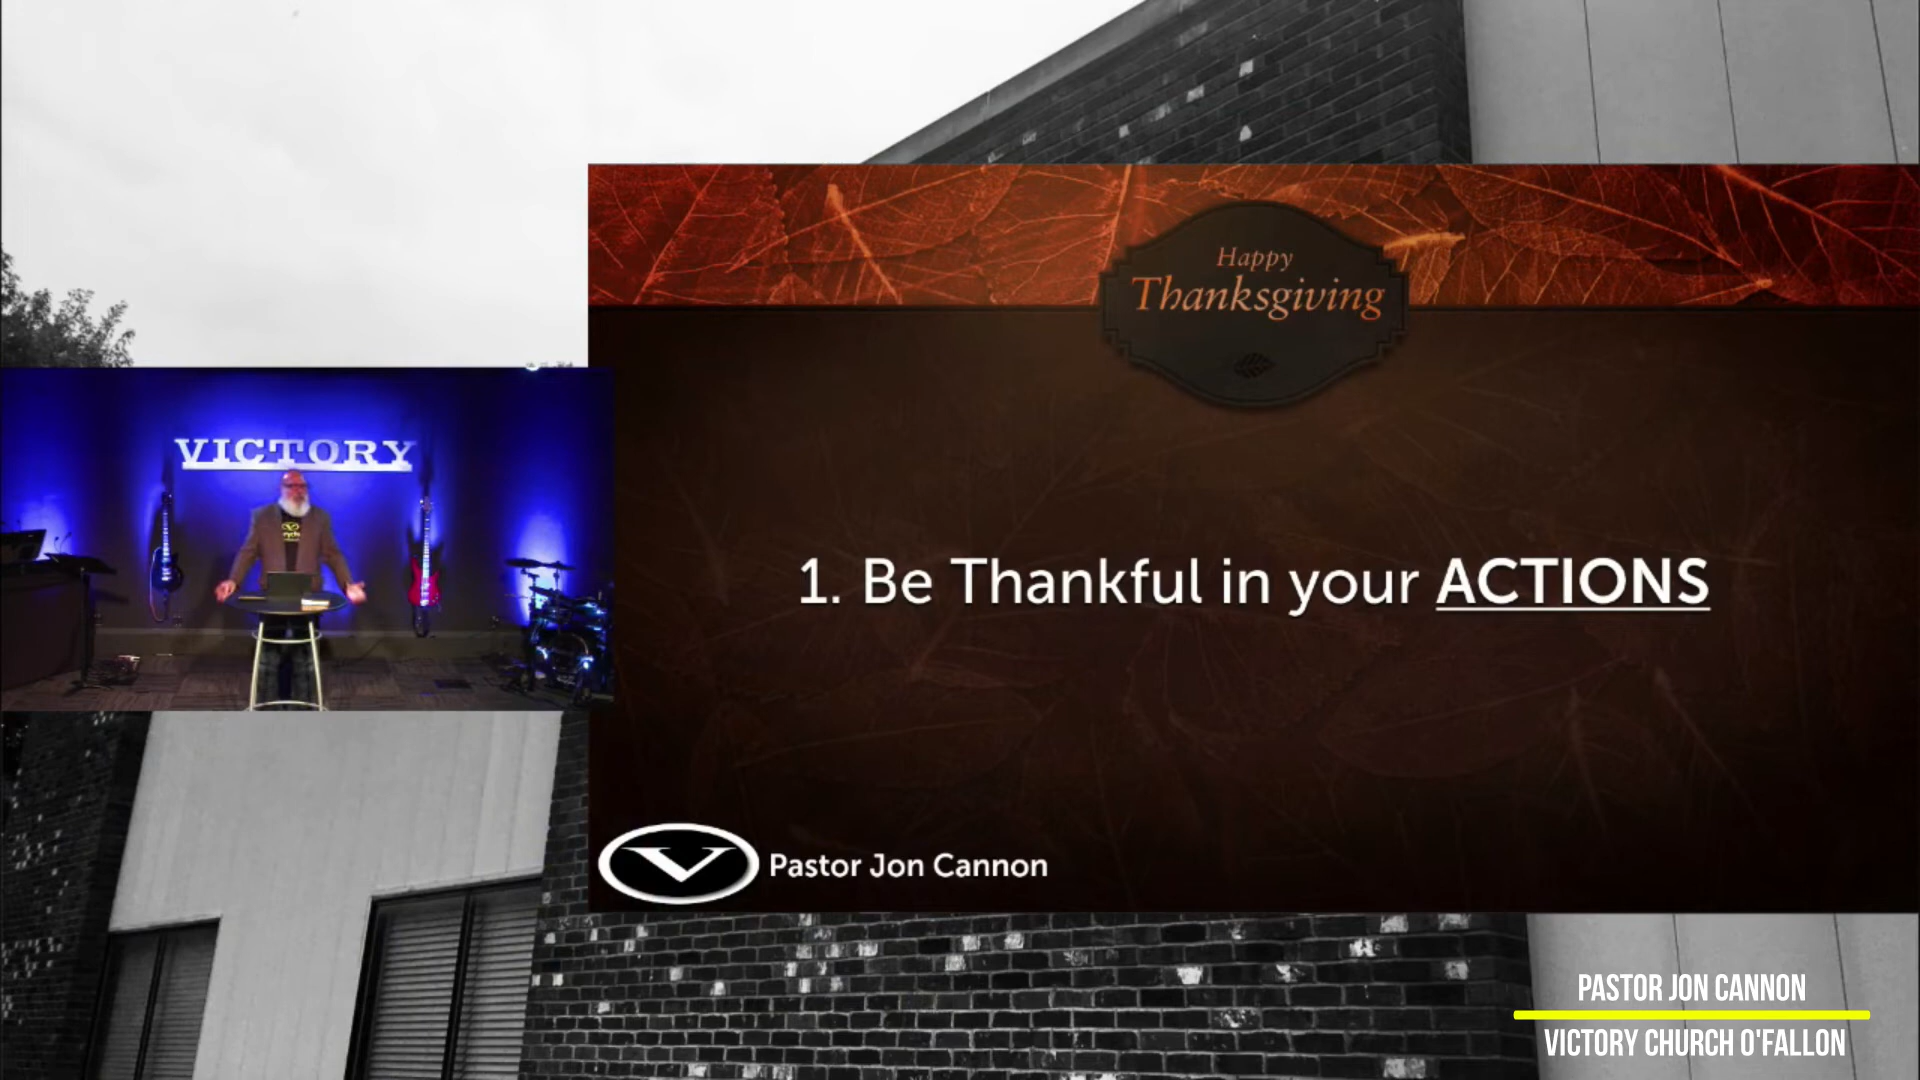 Happy
Thanksgiving
VICTORY
1. Be Thankful in your ACTIONS
V
Pastor Jon Cannon
PASTOR JON CANNON
VICTORY CHURCH O'FALLON